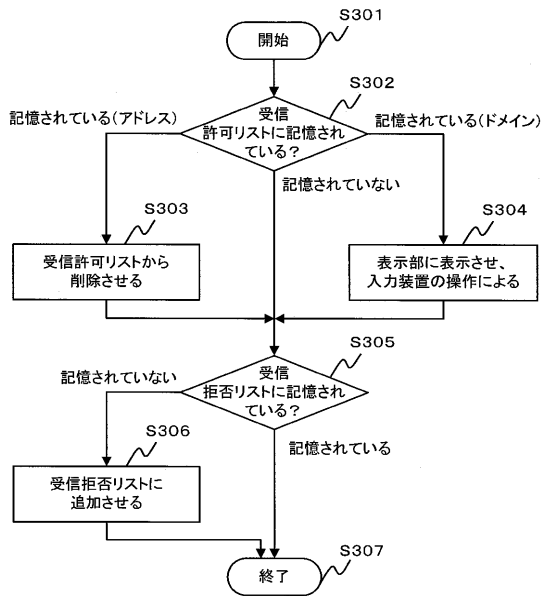 S301
開始
S302
受信
許可リストに記憶され
ている？
記憶されている（アドレス）
記憶されている（ドメイン）
記憶されていない
S303
受信許可リストから
削除させる
S304
表示部に表示させ、
入力装置の操作による
S305
受信
拒否リストに記憶され
ている？
記憶されていない
記憶されている
S306
受信拒否リストに
追加させる
S307
終了